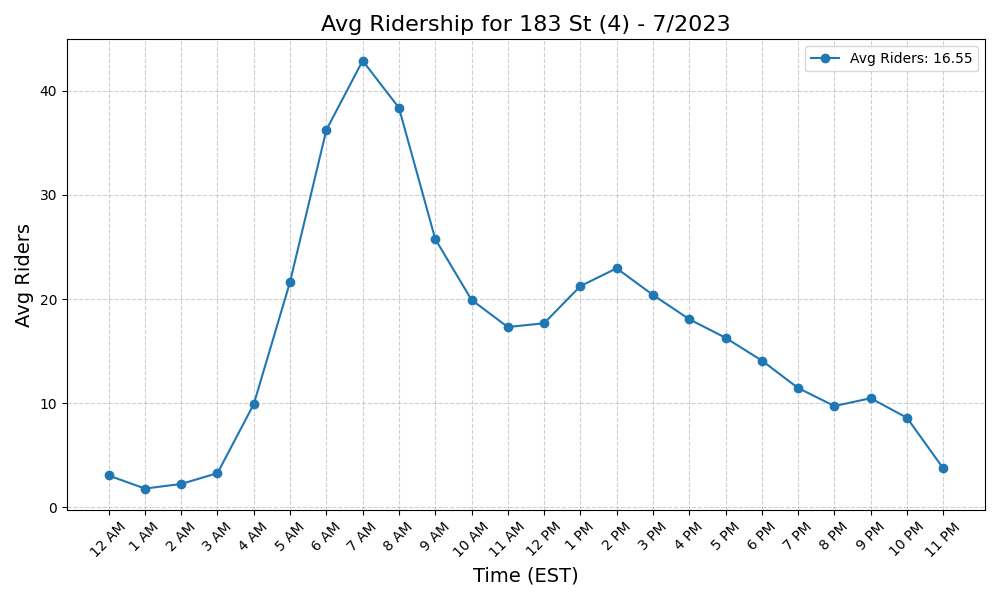 Avg Ridership for 183 St (4) - 7/2023
Avg Riders: 16.55
Avg Riders
40
30
20
10
0
12 AM
1 AM
2 AM
3 AM
4 AM
5 AM
6 AM
7 AM
8 AM
9 AM
10 AM
11 AM
12 PM
1 PM
2 PM
3 PM
4 PM
5 PM
6 PM
7 PM
8 PM
9 PM
10 PM
11 PM
Time (EST)